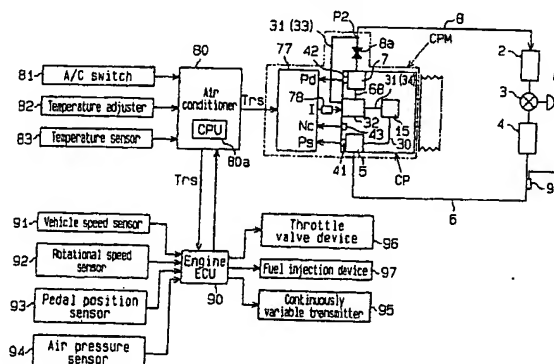 P2
31 (33)
8
8a
CPM
80
77
42
7
2
81
A/C switch
Pd
31 (34)
Air conditioner
Trs
78
68
3
82
Temperature adjuster
I
32
15
CPU
Nc
43
30
4
83
Temperature sensor
80a
Ps
41
5
CP
9
Trs
6
91
Vehicle speed sensor
Throttle valve device
96
92
Rotational speed sensor
Engine ECU
90
Fuel injection device
97
93
Pedal position sensor
Continuously variable transmitter
95
94
Air pressure sensor